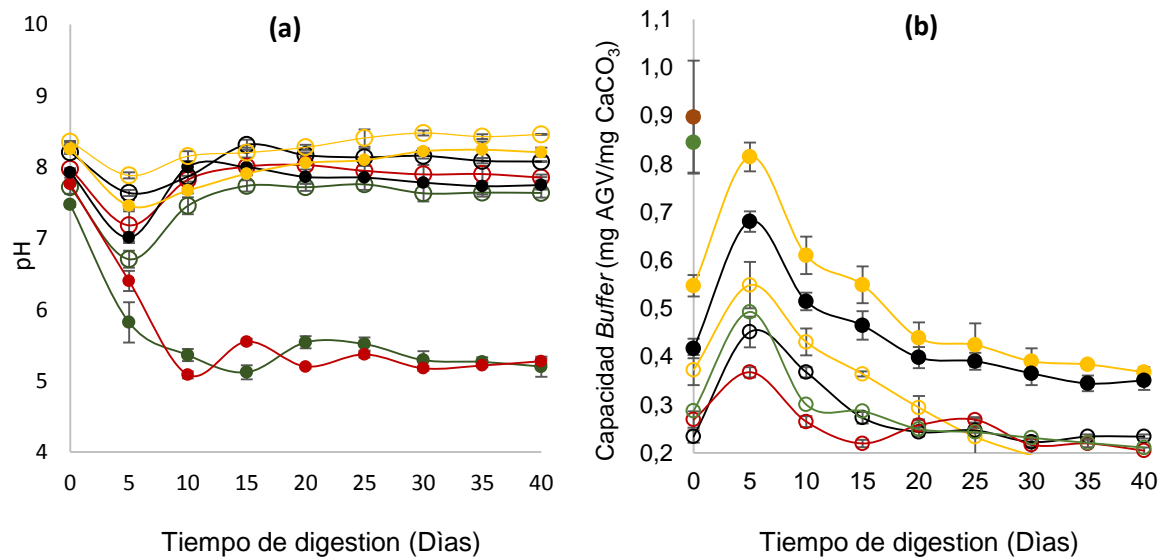 (a)
10
9
8
7
6
5
4
pH
0 5 10 15 20 25 30 35 40
Tiempo de digestion (Dìas)
(b)
1,1
1,0
0,9
0,8
0,7
0,6
0,5
0,4
0,3
0,2
Capacidad Buffer (mg AGV/mg CaCO₃)
0 5 10 15 20 25 30 35 40
Tiempo de digestion (Dìas)